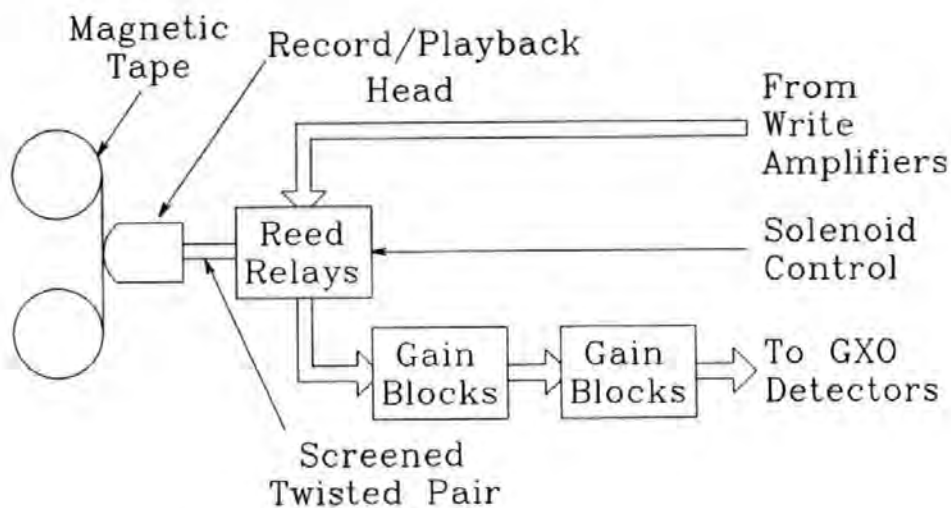 Magnetic
Tape
Record/Playback
Head
From
Write
Amplifiers
Reed
Relays
Solenoid
Control
Gain
Blocks
Gain
Blocks
To GXO
Detectors
Screened
Twisted Pair